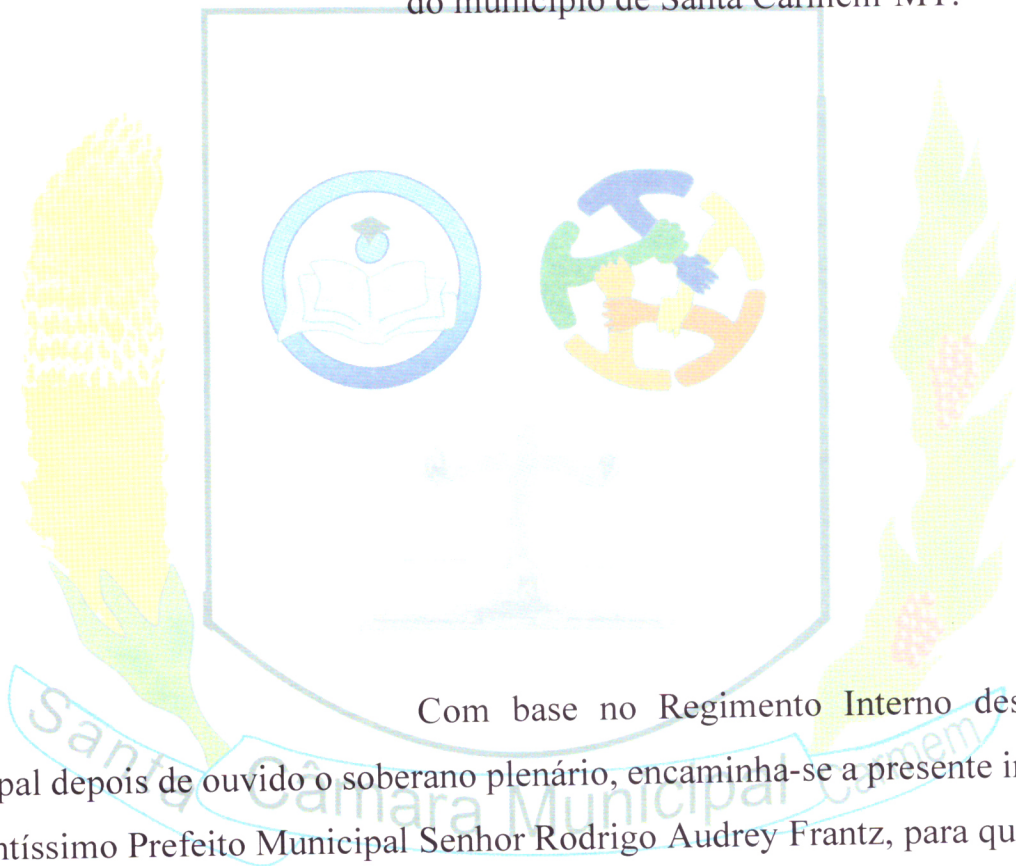 do município de Santa Carmem-MT.
Com base no Regimento Interno des
pal depois de ouvido o soberano plenário, encaminha-se a presente in
ntíssimo Prefeito Municipal Senhor Rodrigo Audrey Frantz, para qu
Santa Câmara Municipal Carmem